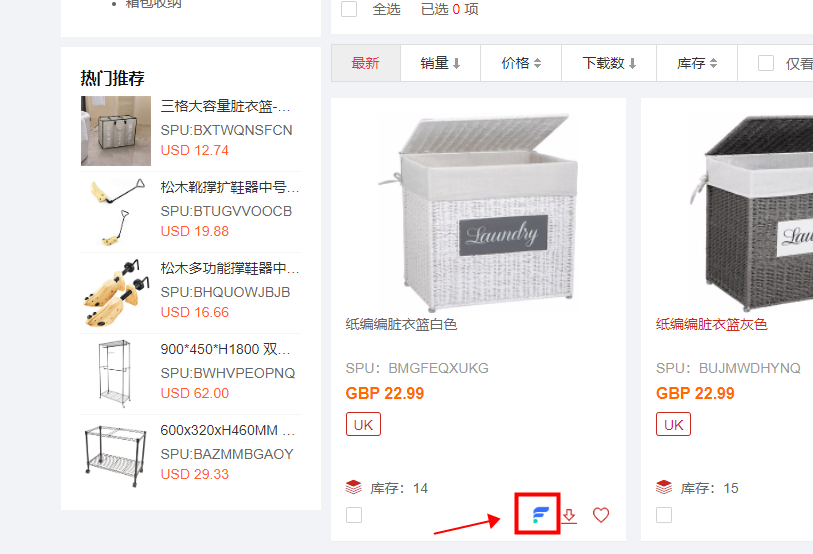 箱包收纳
全选 已选 0 项
热门推荐
三格大容量脏衣篮-…
SPU:BXTWQNSFCN
USD 12.74
松木靴撑扩鞋器中号…
SPU:BTUGVVOOCB
USD 19.88
松木多功能撑鞋器中…
SPU:BHQUOWJBJB
USD 16.66
900*450*H1800 双…
SPU:BWHVPEOPNQ
USD 62.00
600x320xH460MM …
SPU:BAZMMBGAOY
USD 29.33
最新 销量 价格 下载数 库存 仅看
Laundry
纸编编脏衣篮白色
SPU: BMGFEQXUKG
GBP 22.99
UK
库存: 14
Lau
纸编编脏衣篮灰色
SPU: BUJMWDHYNQ
GBP 22.99
UK
库存: 15